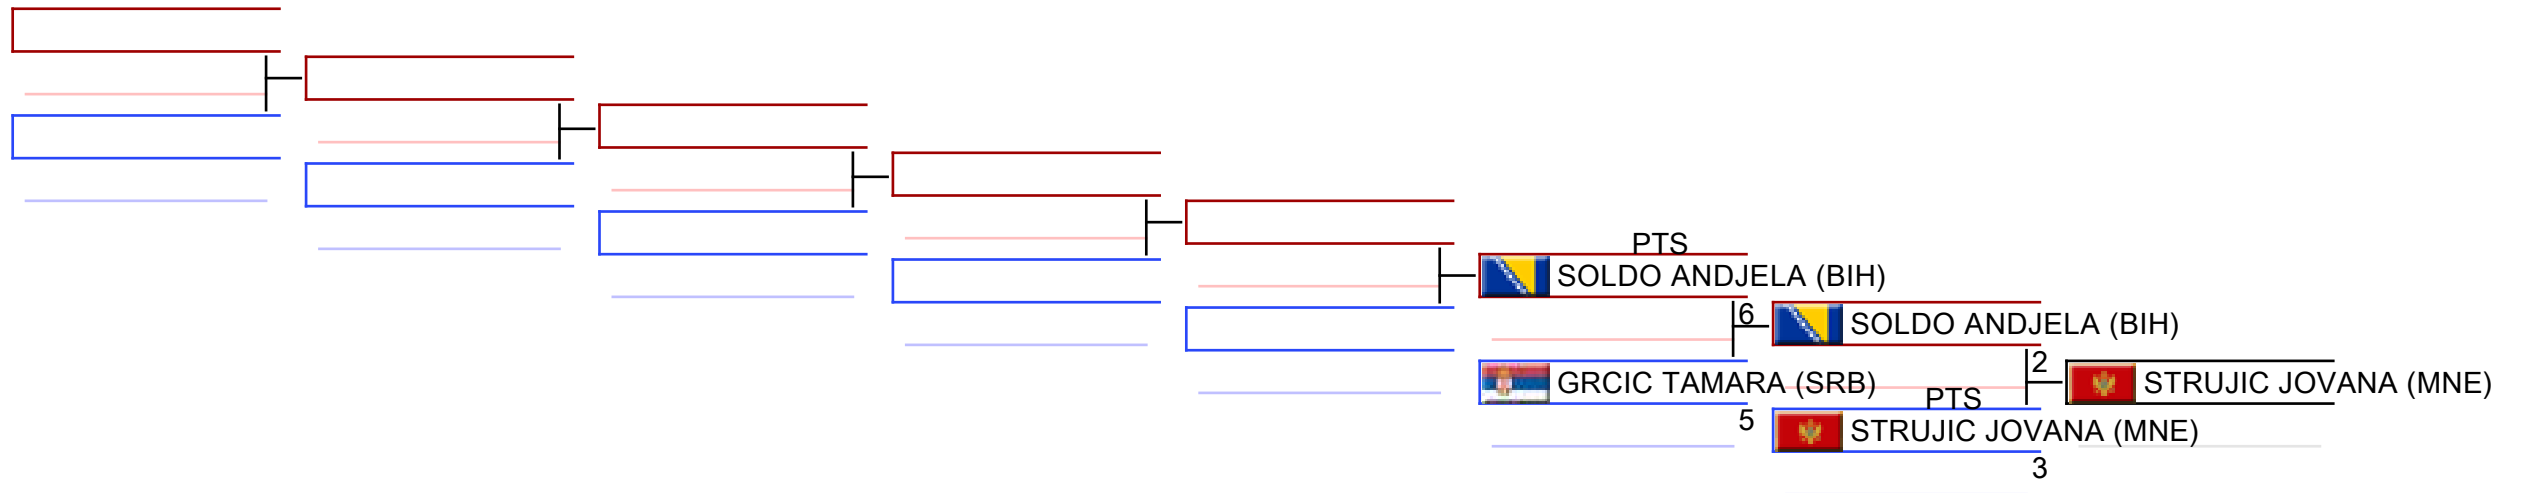 PTS
SOLDO ANDJELA (BIH)
6
SOLDO ANDJELA (BIH)
2
GRCIC TAMARA (SRB)
STRUJIC JOVANA (MNE)
PTS
5
STRUJIC JOVANA (MNE)
3